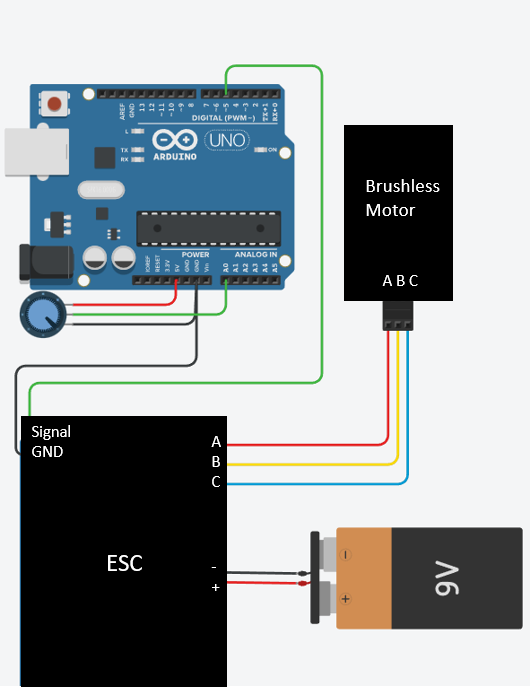 AREF
GND
13
12
~11
~10
~9
8
7
~6
~5
4
~3
2
TX→1
RX←0
DIGITAL (PWM~)
L
TX
RX
ARDUINO
UNO
ON
POWER
ANALOG IN
IOREF
RESET
3.3V
5V
GND
GND
Vin
A0
A1
A2
A3
A4
A5
Brushless
Motor
A B C
Signal
GND
A
B
C
ESC
-
+
9V